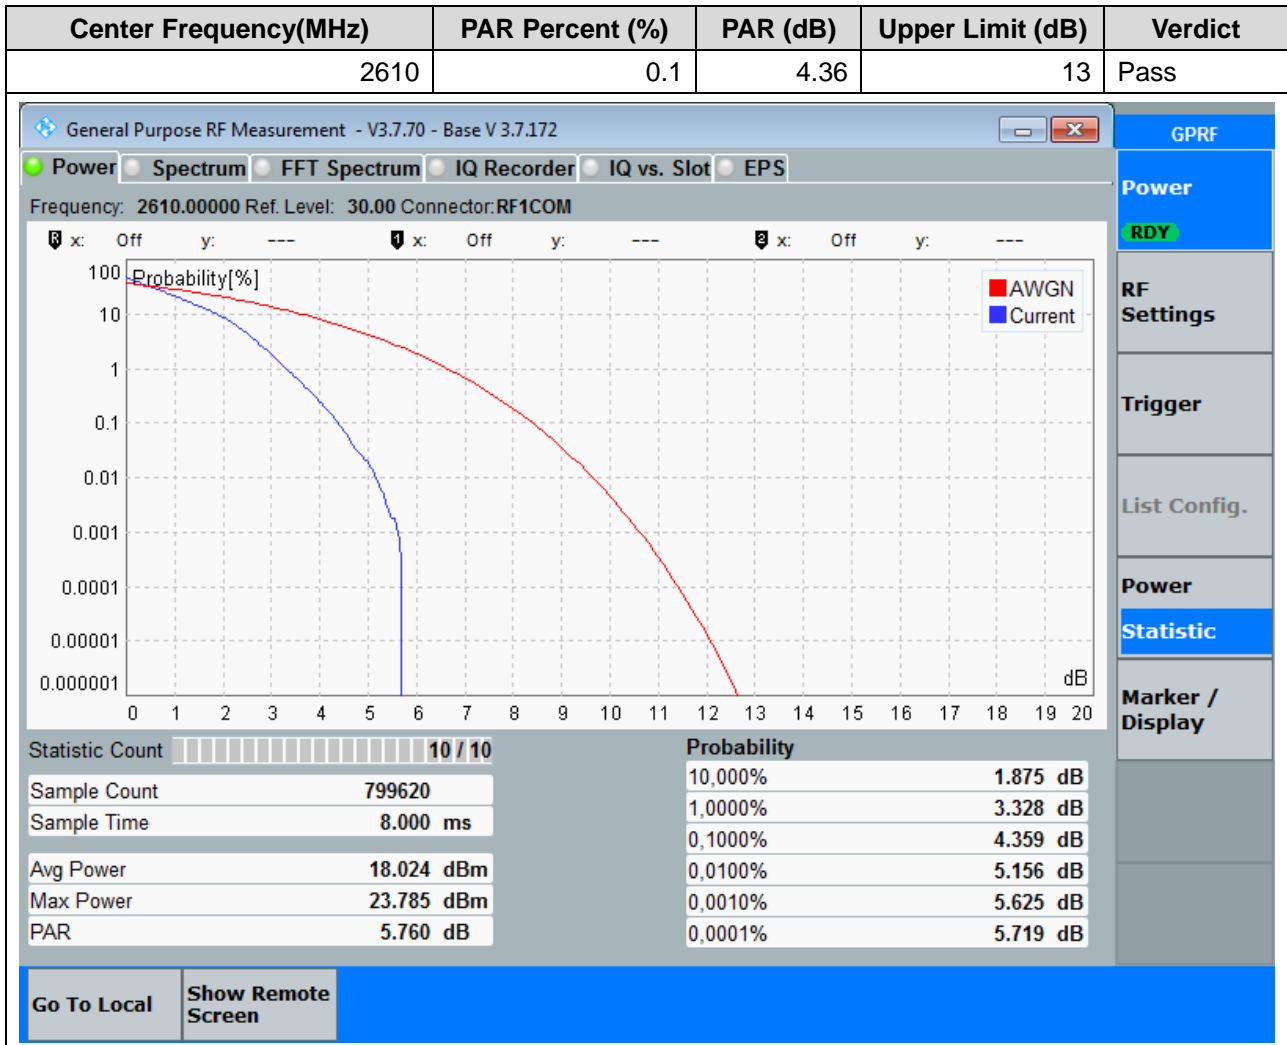 Center Frequency(MHz) PAR Percent (%) PAR (dB) Upper Limit (dB) Verdict
2610 0.1 4.36 13 Pass
General Purpose RF Measurement - V3.7.70 - Base V 3.7.172
GPRF
Power Spectrum FFT Spectrum IQ Recorder IQ vs. Slot EPS
Power
RDY
Frequency: 2610.00000 Ref. Level: 30.00 Connector:RF1COM
R x: Off y: --- 1 x: Off y: --- 2 x: Off y: ---
Probability[%]
AWGN
Current
100
10
1
0.1
0.01
0.001
0.0001
0.00001
0.000001
dB
0 1 2 3 4 5 6 7 8 9 10 11 12 13 14 15 16 17 18 19 20
RF
Settings
Trigger
List Config.
Power
Statistic
Marker /
Display
Statistic Count 10 / 10
Sample Count 799620
Sample Time 8.000 ms
Avg Power 18.024 dBm
Max Power 23.785 dBm
PAR 5.760 dB
Probability
10,000% 1.875 dB
1,0000% 3.328 dB
0,1000% 4.359 dB
0,0100% 5.156 dB
0,0010% 5.625 dB
0,0001% 5.719 dB
Go To Local
Show Remote
Screen